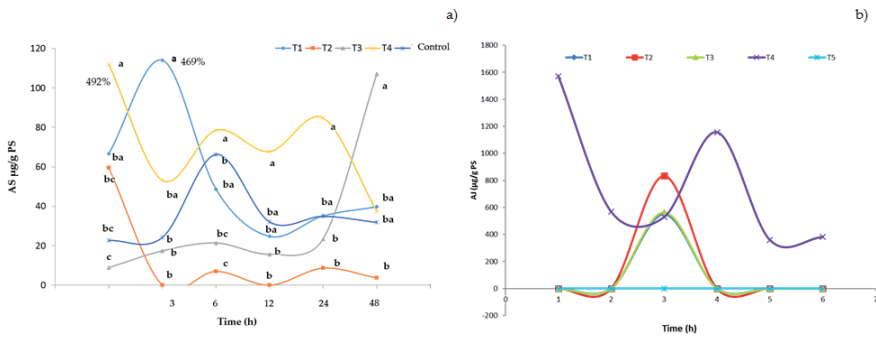 a)
T1 T2 T3 T4 Control
120
100
80
60
40
20
0
AS µg/g PS
492%
a
a 469%
ba
bc
bc
c
ba
b
b
b
a
b
ba
bc
c
a
ba
ba
b
b
a
ba
b
b
a
ba
ba
b
3 6 12 24 48
Time (h)
b)
T1 T2 T3 T4 T5
1800
1600
1400
1200
1000
800
600
400
200
0
-200
AJ (µg/g PS
0 1 2 3 4 5 6 7
Time (h)